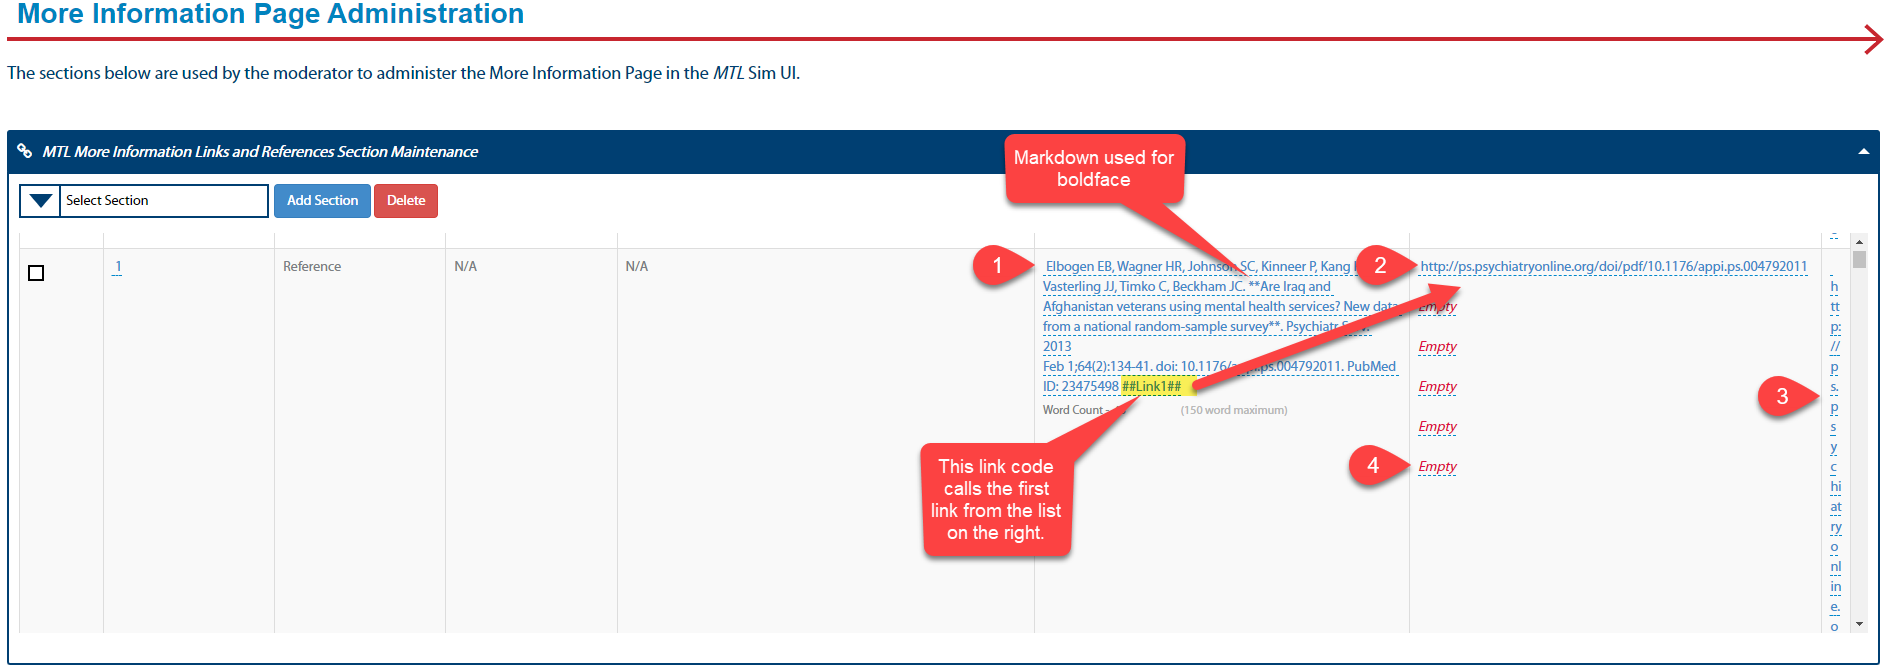 More Information Page Administration
The sections below are used by the moderator to administer the More Information Page in the MTL Sim UI.
MTL More Information Links and References Section Maintenance
Select Section
Add Section
Delete
Markdown used for
boldface
1
Reference
N/A
N/A
1
Elbogen EB, Wagner HR, Johnson SC, Kinneer P, Kang
Vasterling JJ, Timko C, Beckham JC. **Are Iraq and
Afghanistan veterans using mental health services? New data
from a national random-sample survey**. Psychiatr
2013
Feb 1;64(2):134-41. doi: 10.1176/appi.ps.004792011. PubMed
ID: 23475498 ##Link1##
Word Count -
(150 word maximum)
This link code
calls the first
link from the list
on the right.
2
http://ps.psychiatryonline.org/doi/pdf/10.1176/appi.ps.004792011
Empty
Empty
Empty
Empty
4
Empty
3
h
tt
p:
//
p
s.
p
s
y
c
hi
at
ry
o
nl
in
e.
o